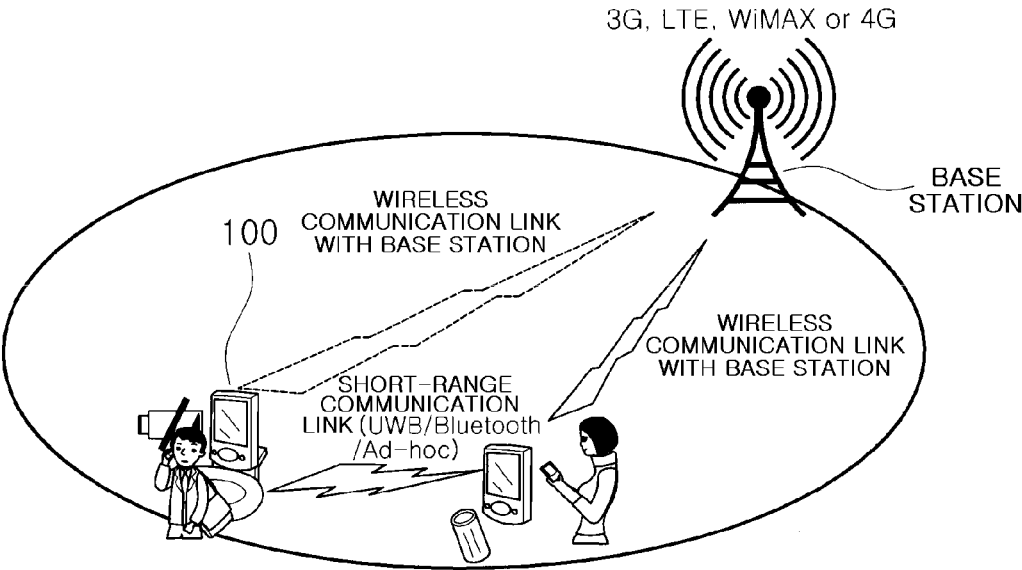 3G, LTE, WiMAX or 4G
BASE
STATION
WIRELESS
COMMUNICATION LINK
WITH BASE STATION
100
WIRELESS
COMMUNICATION LINK
WITH BASE STATION
SHORT-RANGE
COMMUNICATION
LINK (UWB/Bluetooth
/Ad-hoc)